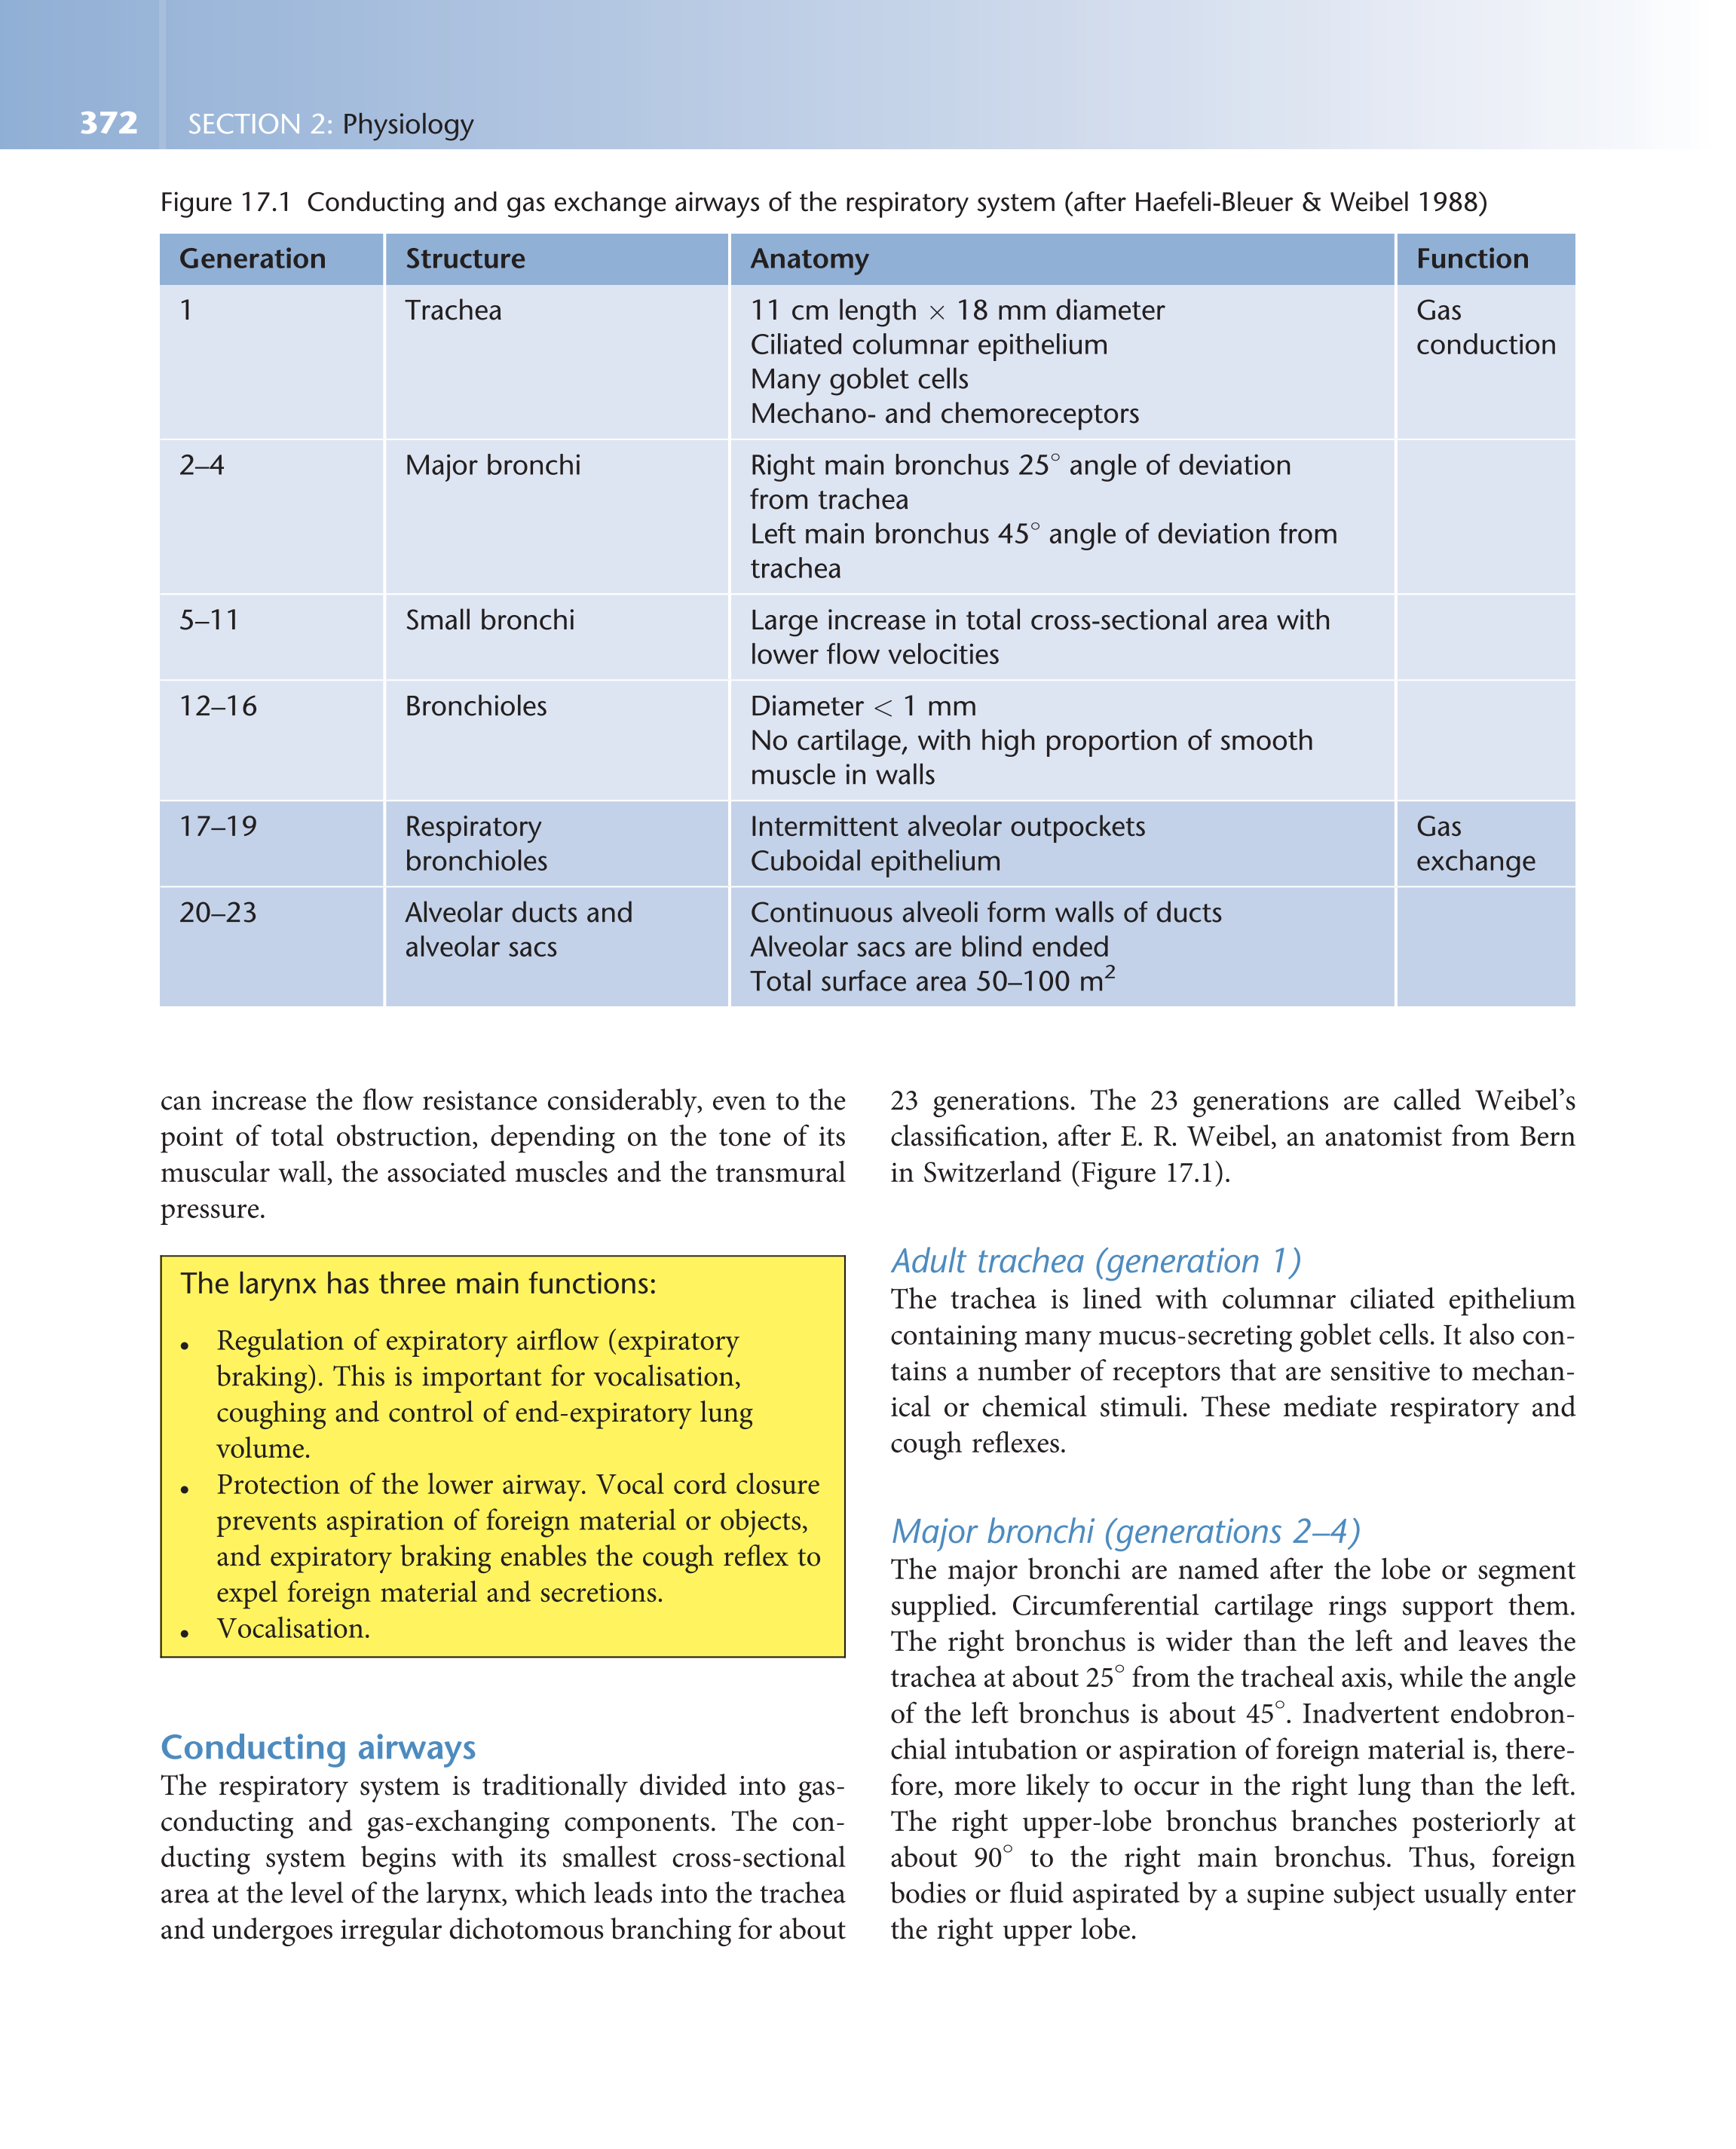 372 SECTION 2: Physiology
Figure 17.1 Conducting and gas exchange airways of the respiratory system (after Haefeli-Bleuer & Weibel 1988)
Generation Structure Anatomy Function
1 Trachea 11 cm length × 18 mm diameter Gas
Ciliated columnar epithelium conduction
Many goblet cells
Mechano- and chemoreceptors
2–4 Major bronchi Right main bronchus 25° angle of deviation
from trachea
Left main bronchus 45° angle of deviation from
trachea
5–11 Small bronchi Large increase in total cross-sectional area with
lower flow velocities
12–16 Bronchioles Diameter < 1 mm
No cartilage, with high proportion of smooth
muscle in walls
17–19 Respiratory Intermittent alveolar outpockets Gas
bronchioles Cuboidal epithelium exchange
20–23 Alveolar ducts and Continuous alveoli form walls of ducts
alveolar sacs Alveolar sacs are blind ended
Total surface area 50–100 m²
can increase the flow resistance considerably, even to the
point of total obstruction, depending on the tone of its
muscular wall, the associated muscles and the transmural
pressure.
The larynx has three main functions:
• Regulation of expiratory airflow (expiratory
braking). This is important for vocalisation,
coughing and control of end-expiratory lung
volume.
• Protection of the lower airway. Vocal cord closure
prevents aspiration of foreign material or objects,
and expiratory braking enables the cough reflex to
expel foreign material and secretions.
• Vocalisation.
Conducting airways
The respiratory system is traditionally divided into gas-
conducting and gas-exchanging components. The con-
ducting system begins with its smallest cross-sectional
area at the level of the larynx, which leads into the trachea
and undergoes irregular dichotomous branching for about
23 generations. The 23 generations are called Weibel's
classification, after E. R. Weibel, an anatomist from Bern
in Switzerland (Figure 17.1).
Adult trachea (generation 1)
The trachea is lined with columnar ciliated epithelium
containing many mucus-secreting goblet cells. It also con-
tains a number of receptors that are sensitive to mechan-
ical or chemical stimuli. These mediate respiratory and
cough reflexes.
Major bronchi (generations 2–4)
The major bronchi are named after the lobe or segment
supplied. Circumferential cartilage rings support them.
The right bronchus is wider than the left and leaves the
trachea at about 25° from the tracheal axis, while the angle
of the left bronchus is about 45°. Inadvertent endobron-
chial intubation or aspiration of foreign material is, there-
fore, more likely to occur in the right lung than the left.
The right upper-lobe bronchus branches posteriorly at
about 90° to the right main bronchus. Thus, foreign
bodies or fluid aspirated by a supine subject usually enter
the right upper lobe.